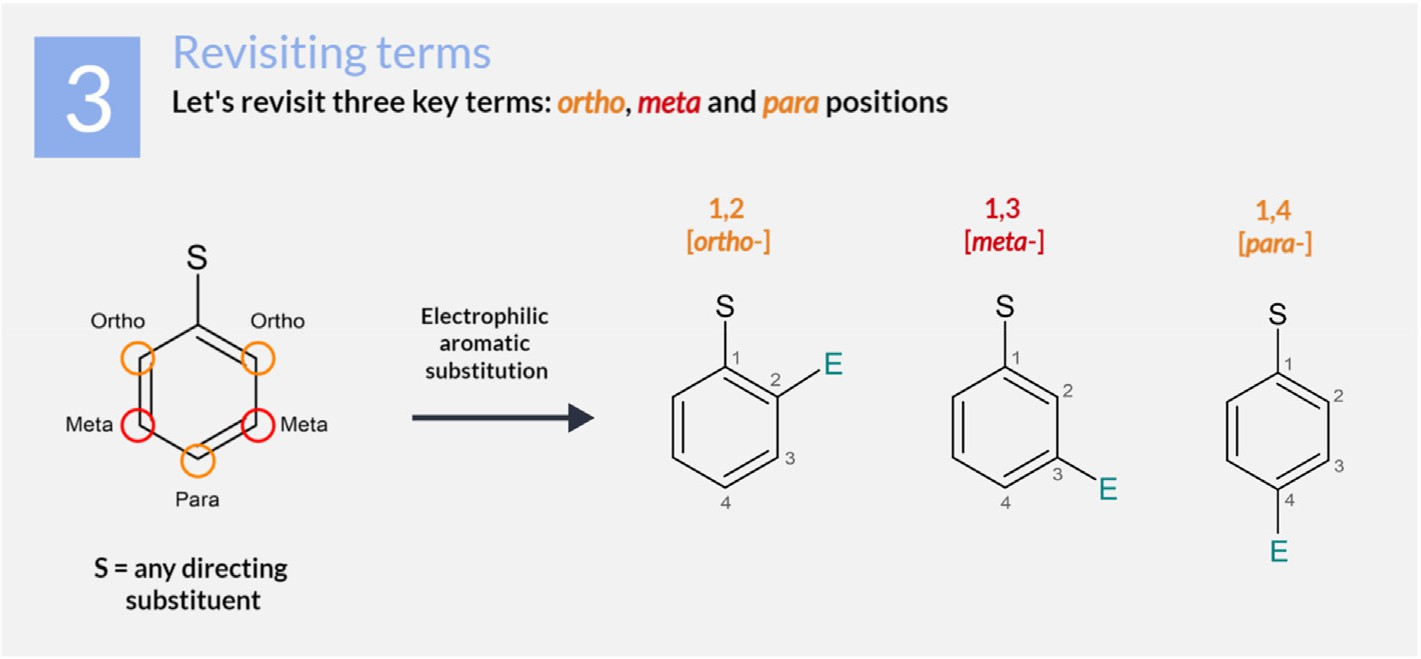 3
Revisiting terms
Let's revisit three key terms: ortho, meta and para positions
S
Ortho
Ortho
Meta
Meta
Para
S = any directing
substituent
Electrophilic
aromatic
substitution
1,2
[ortho-]
S
1
2
E
3
4
1,3
[meta-]
S
1
2
3
E
4
1,4
[para-]
S
1
2
3
4
E